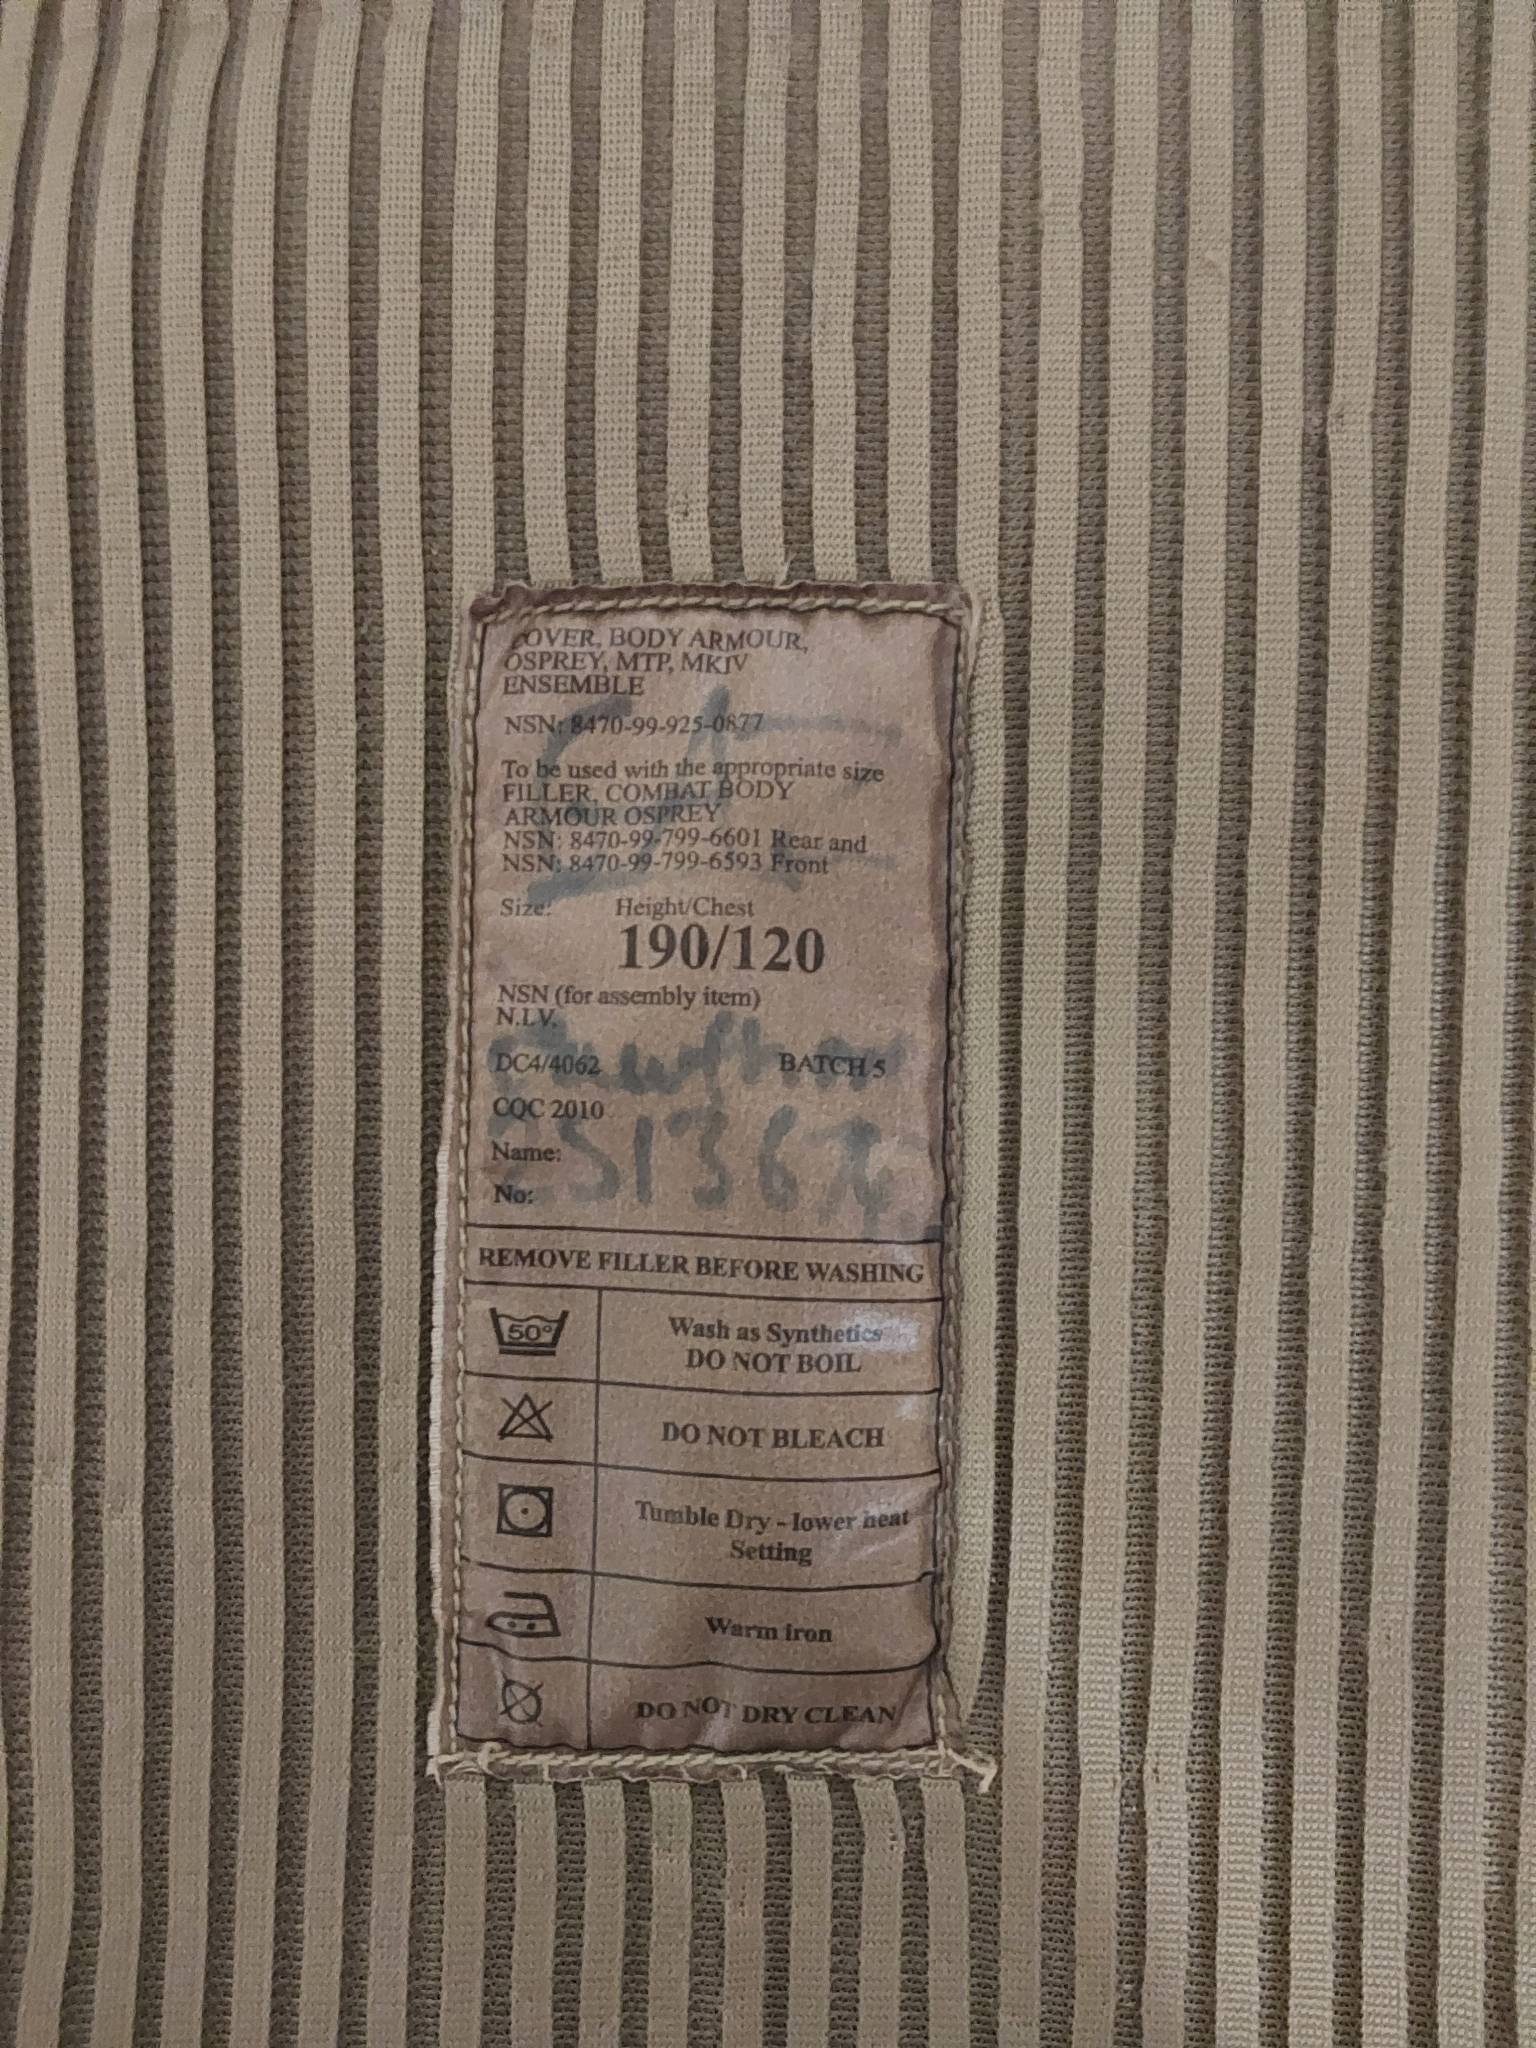 COVER, BODY ARMOUR,
OSPREY, MTP, MKIV
ENSEMBLE
NSN: 8470-99-925-0877
To be used with the appropriate size
FILLER, COMBAT BODY
ARMOUR OSPREY
NSN: 8470-99-799-6601 Rear and
NSN: 8470-99-799-6593 Front
Size: Height/Chest
190/120
NSN (for assembly item)
N.I.V.
DC4/4062 BATCH 5
CQC 2010
Name:
No:
REMOVE FILLER BEFORE WASHING
50° Wash as Synthetics
DO NOT BOIL
DO NOT BLEACH
Tumble Dry - lower heat
Setting
Warm iron
DO NOT DRY CLEAN